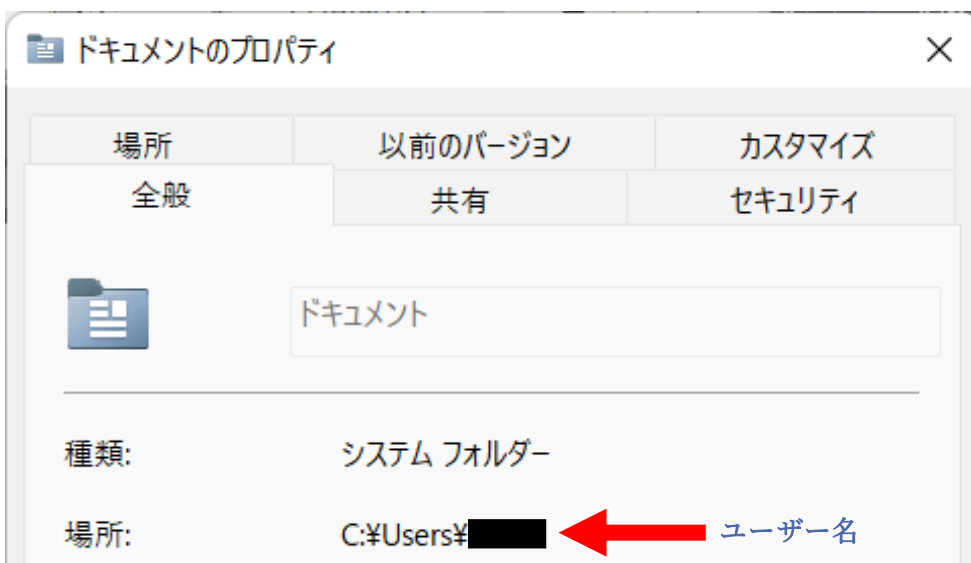 ドキュメントのプロパティ
場所 以前のバージョン カスタマイズ
全般 共有 セキュリティ
ドキュメント
種類: システム フォルダー
場所: C:¥Users¥ ユーザー名